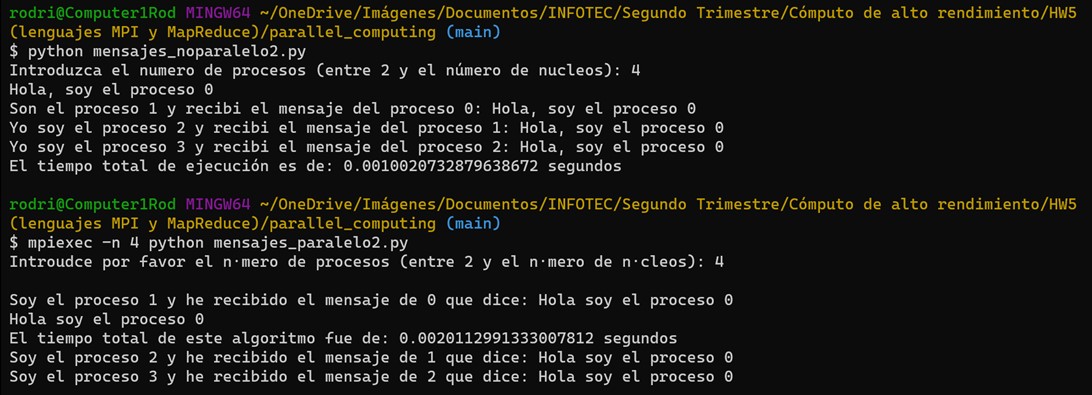 rodri@Computer1Rod MINGW64 ~/OneDrive/Imágenes/Documentos/INFOTEC/Segundo Trimestre/Cómputo de alto rendimiento/HW5
(lenguajes MPI y MapReduce)/parallel_computing (main)
$ python mensajes_noparalelo2.py
Introduzca el numero de procesos (entre 2 y el número de nucleos): 4
Hola, soy el proceso 0
Son el proceso 1 y recibi el mensaje del proceso 0: Hola, soy el proceso 0
Yo soy el proceso 2 y recibi el mensaje del proceso 1: Hola, soy el proceso 0
Yo soy el proceso 3 y recibi el mensaje del proceso 2: Hola, soy el proceso 0
El tiempo total de ejecución es de: 0.0010020732879638672 segundos
rodri@Computer1Rod MINGW64 ~/OneDrive/Imágenes/Documentos/INFOTEC/Segundo Trimestre/Cómputo de alto rendimiento/HW5
(lenguajes MPI y MapReduce)/parallel_computing (main)
$ mpiexec -n 4 python mensajes_paralelo2.py
Introudce por favor el n·mero de procesos (entre 2 y el n·mero de n·cleos): 4
Soy el proceso 1 y he recibido el mensaje de 0 que dice: Hola soy el proceso 0
Hola soy el proceso 0
El tiempo total de este algoritmo fue de: 0.0020112991333007812 segundos
Soy el proceso 2 y he recibido el mensaje de 1 que dice: Hola soy el proceso 0
Soy el proceso 3 y he recibido el mensaje de 2 que dice: Hola soy el proceso 0